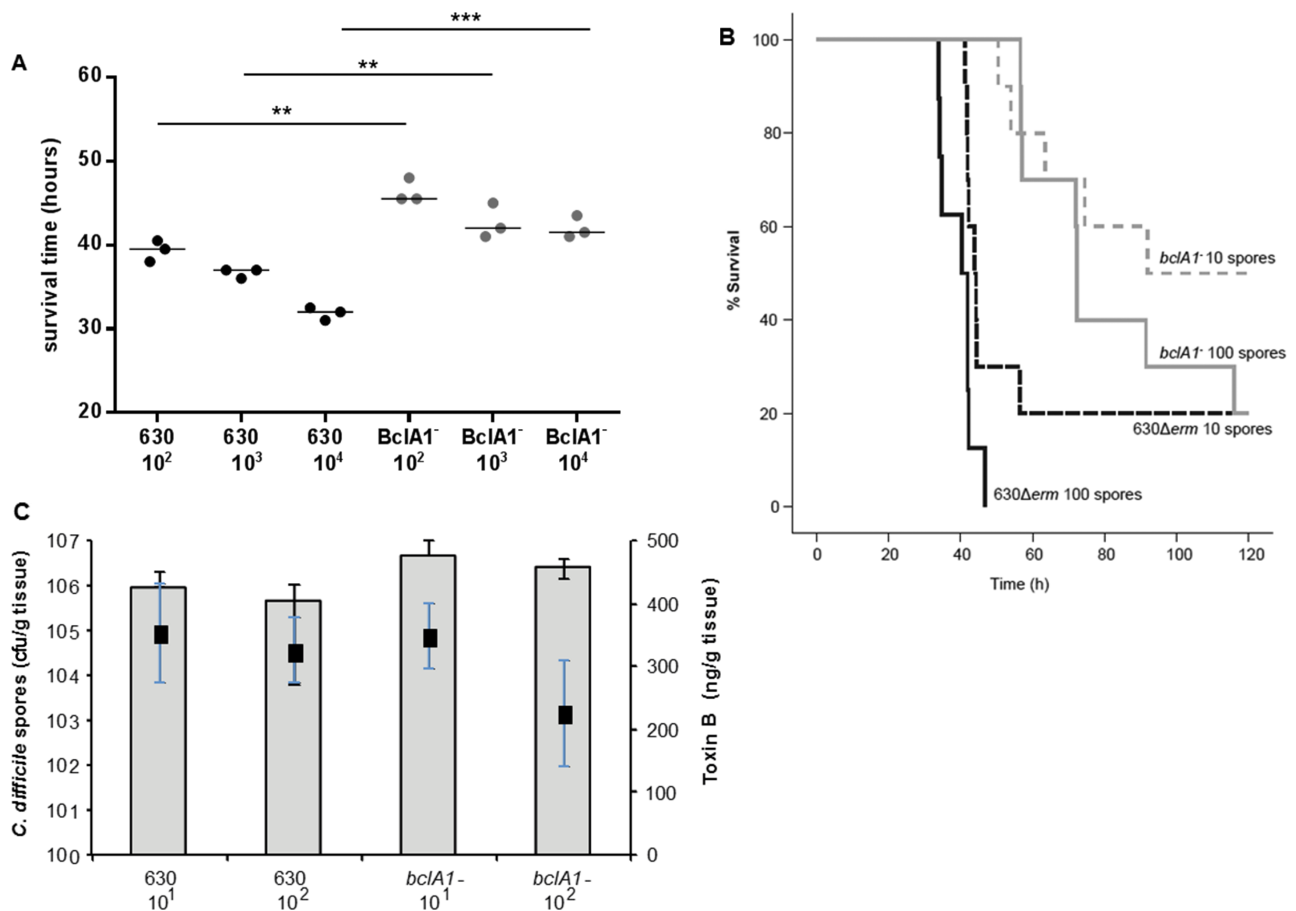 A
***
**
**
survival time (hours)
60
50
40
30
20
630
10²
630
10³
630
10⁴
BclA1⁻
10²
BclA1⁻
10³
BclA1⁻
10⁴
B
% Survival
100
80
60
40
20
0
bclA1⁻ 10 spores
bclA1⁻ 100 spores
630Δerm 10 spores
630Δerm 100 spores
0 20 40 60 80 100 120
Time (h)
C
C. difficile spores (cfu/g tissue)
107
106
105
104
103
102
101
100
500
400
300
200
100
0
Toxin B (ng/g tissue)
630
10¹
630
10²
bclA1-
10¹
bclA1-
10²